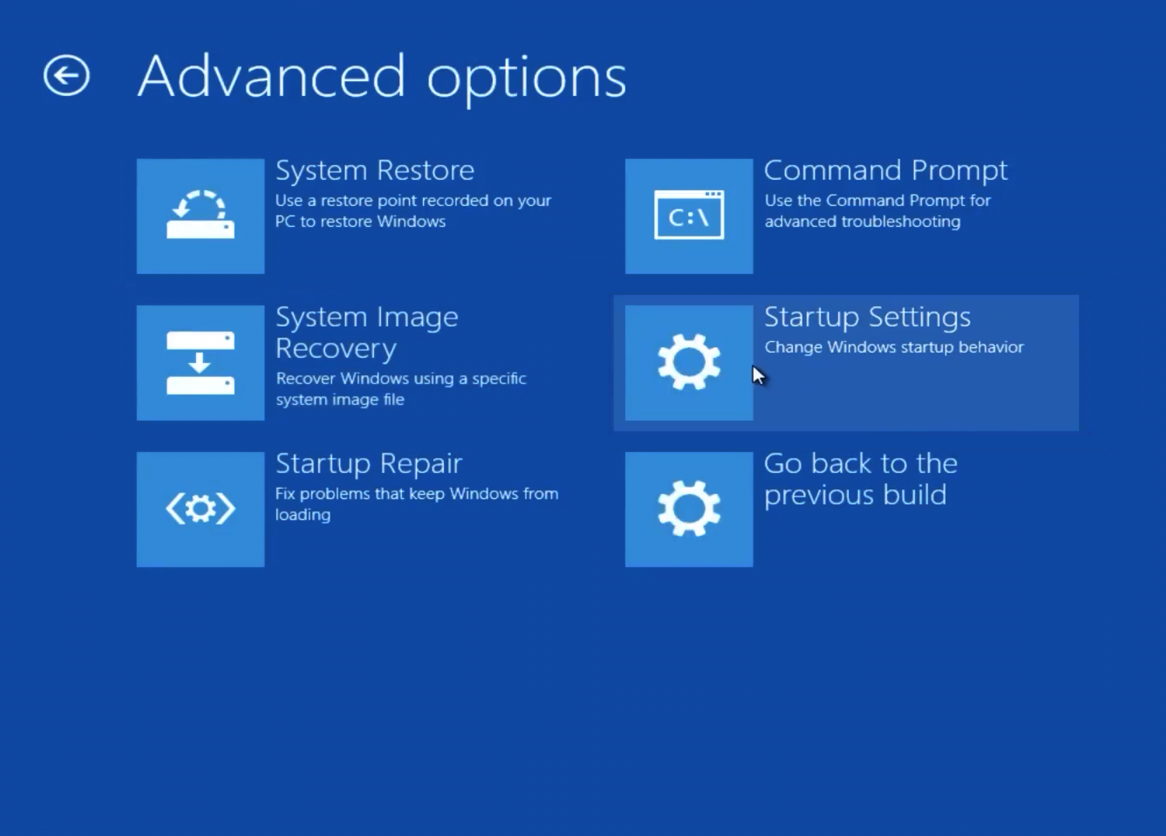 Advanced options
System Restore
Use a restore point recorded on your
PC to restore Windows
System Image
Recovery
Recover Windows using a specific
system image file
Startup Repair
Fix problems that keep Windows from
loading
C:\
Command Prompt
Use the Command Prompt for
advanced troubleshooting
Startup Settings
Change Windows startup behavior
Go back to the
previous build